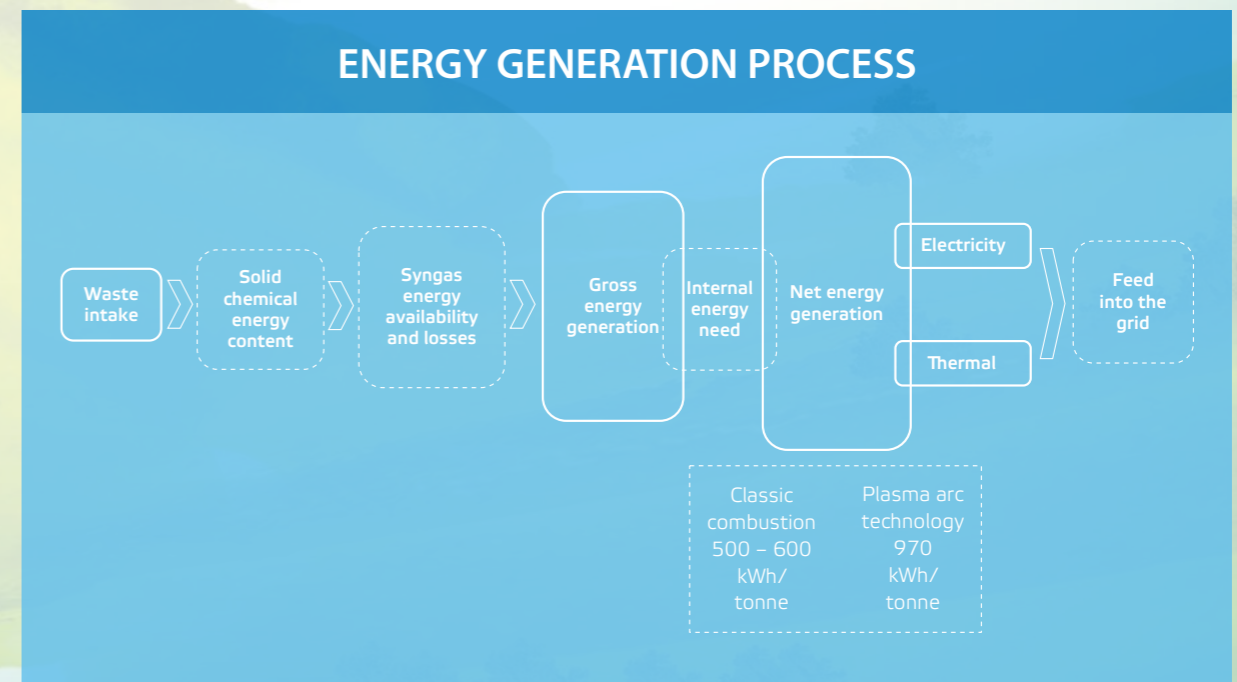 ENERGY GENERATION PROCESS
Waste
intake
Solid
chemical
energy
content
Syngas
energy
availability
and losses
Gross
energy
generation
Internal
energy
need
Net energy
generation
Electricity
Thermal
Feed
into the
grid
Classic
combustion
500 – 600
kWh/
tonne
Plasma arc
technology
970
kWh/
tonne